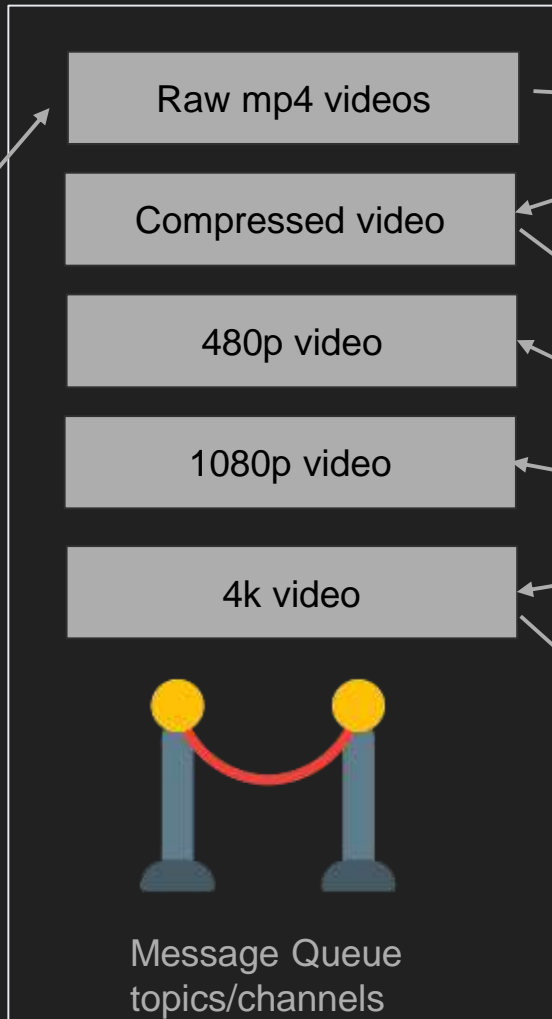 Raw mp4 videos
Compressed video
480p video
1080p video
4k video
Message Queue
topics/channels